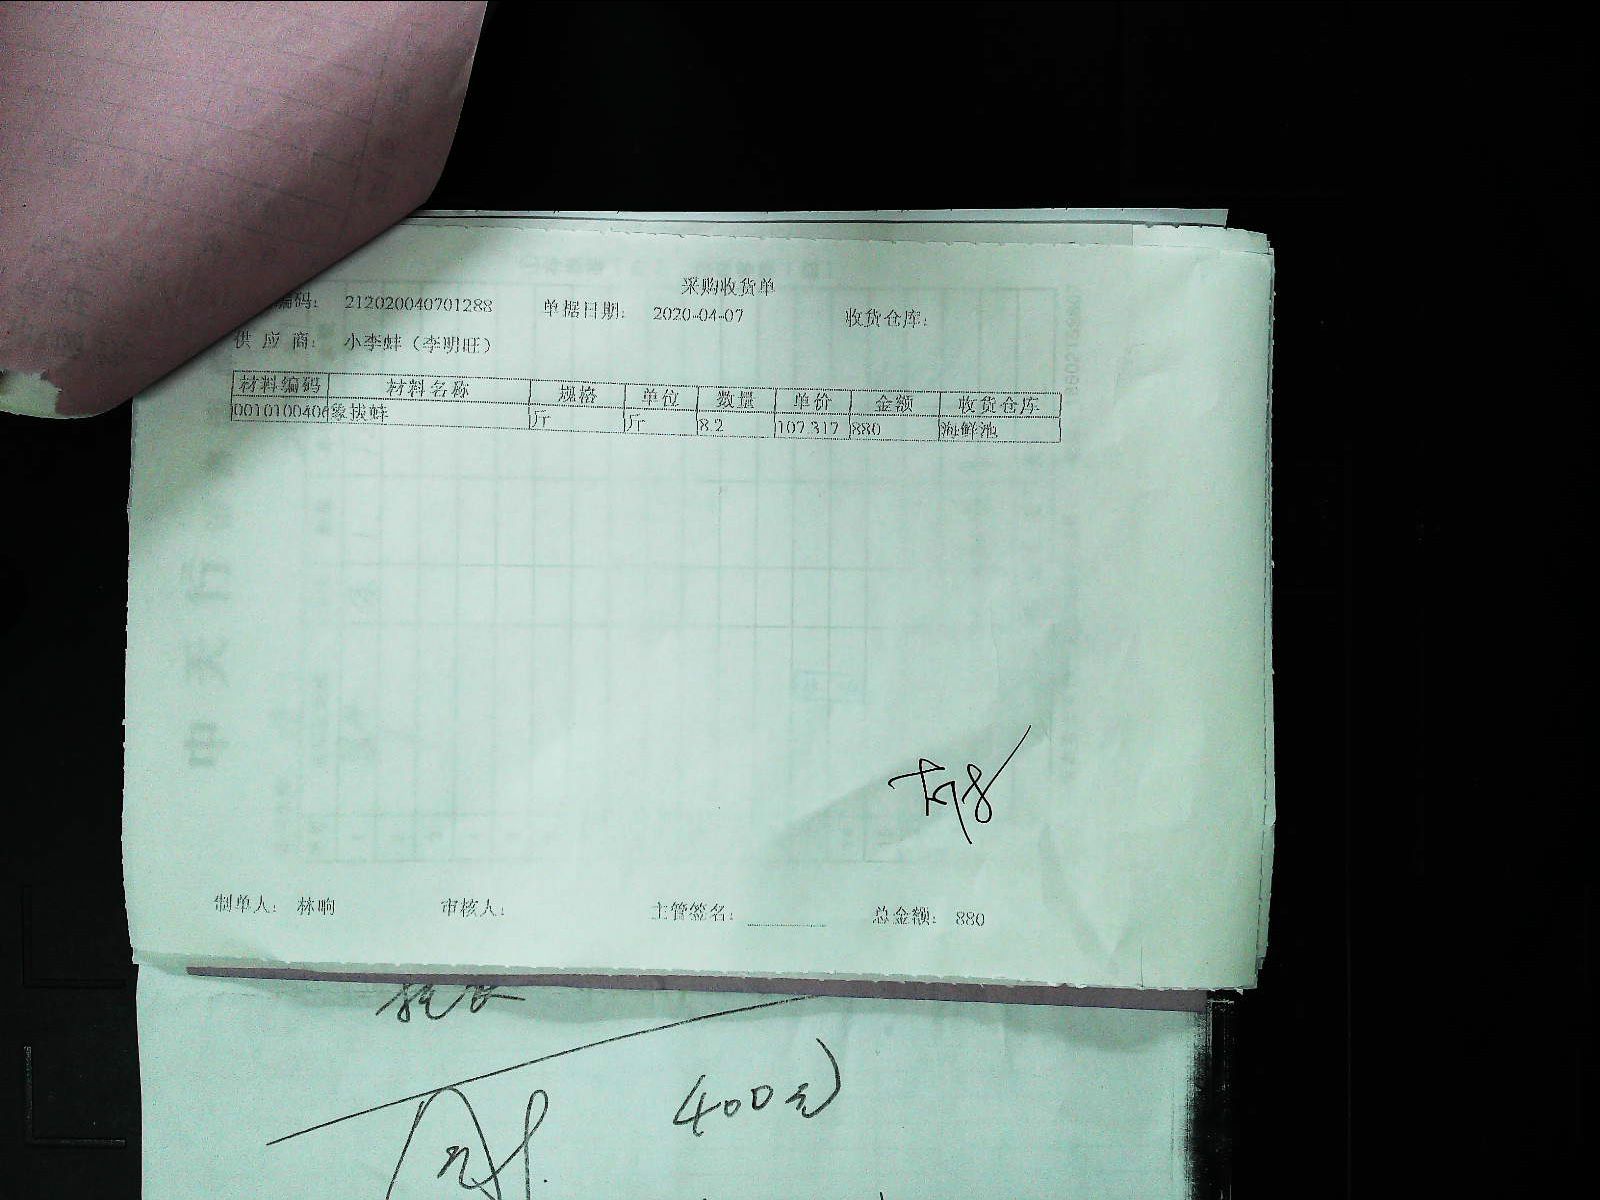 采购收货单
编码: 212020040701288 单据日期: 2020-04-07 收货仓库:
供应商: 小李蚌（李明旺）
材料编码 材料名称 规格 单位 数量 单价 金额 收货仓库
0010100406 象拔蚌 斤 斤 8.2 107.317 880 海鲜池
制单人: 林晌 审核人: 主管签名: 总金额: 880
400元